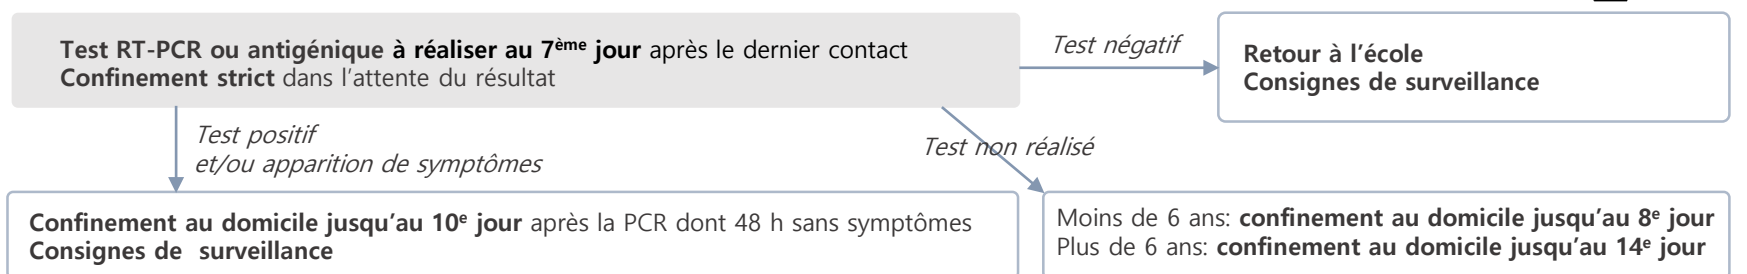 Test RT-PCR ou antigénique à réaliser au 7ème jour après le dernier contact
Confinement strict dans l'attente du résultat
Test négatif
Retour à l'école
Consignes de surveillance
Test positif
et/ou apparition de symptômes
Test non réalisé
Confinement au domicile jusqu'au 10e jour après la PCR dont 48 h sans symptômes
Consignes de surveillance
Moins de 6 ans: confinement au domicile jusqu'au 8e jour
Plus de 6 ans: confinement au domicile jusqu'au 14e jour